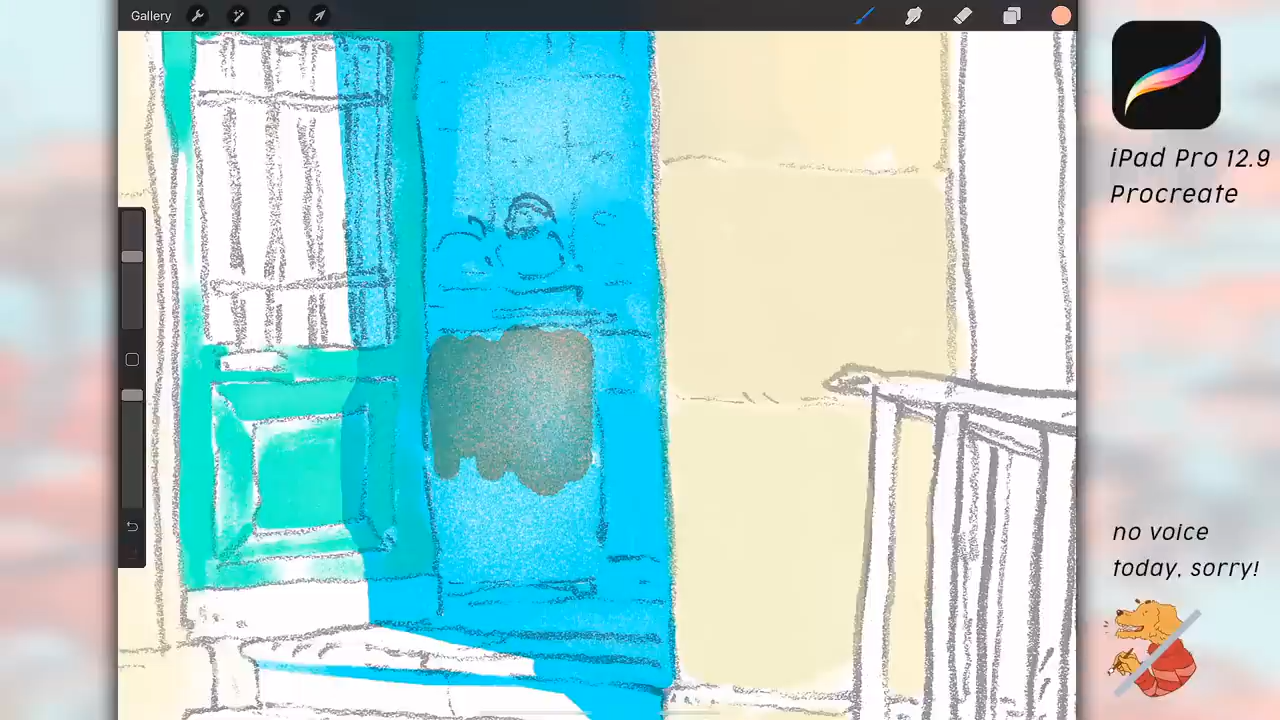 Gallery
iPad Pro 12.9
Procreate
no voice
today, sorry!